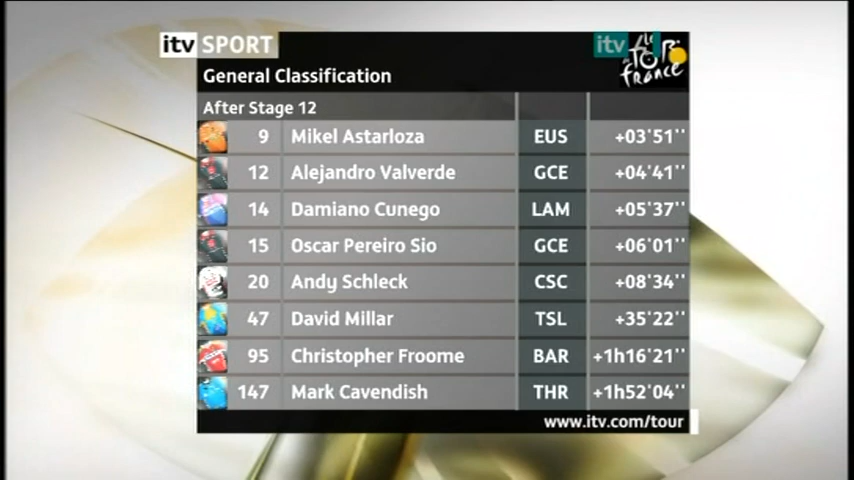 itv SPORT
itv
le TOUR de france
General Classification
After Stage 12
9 Mikel Astarloza EUS +03'51''
12 Alejandro Valverde GCE +04'41''
14 Damiano Cunego LAM +05'37''
15 Oscar Pereiro Sio GCE +06'01''
20 Andy Schleck CSC +08'34''
47 David Millar TSL +35'22''
95 Christopher Froome BAR +1h16'21''
147 Mark Cavendish THR +1h52'04''
www.itv.com/tour